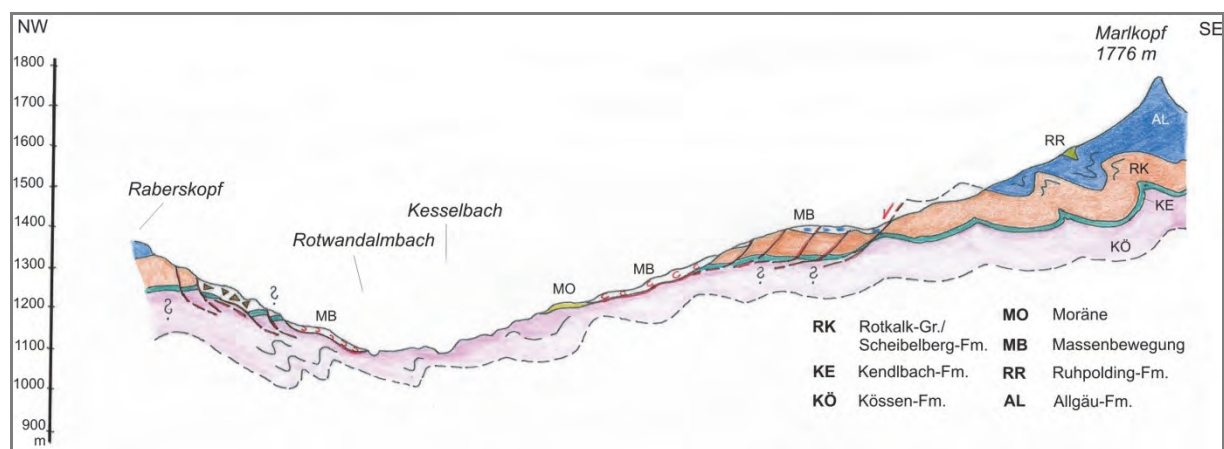 NW
SE
Marlkopf
1776 m
1800
1700
1600
1500
1400
1300
1200
1100
1000
900
m
Raberskopf
Rotwandalmbach
Kesselbach
?
?
MB
MO
MB
MB
?
?
RR
AL
RK
KE
KÖ
RK Rotkalk-Gr./
Scheibelberg-Fm.
KE Kendlbach-Fm.
KÖ Kössen-Fm.
MO Moräne
MB Massenbewegung
RR Ruhpolding-Fm.
AL Allgäu-Fm.